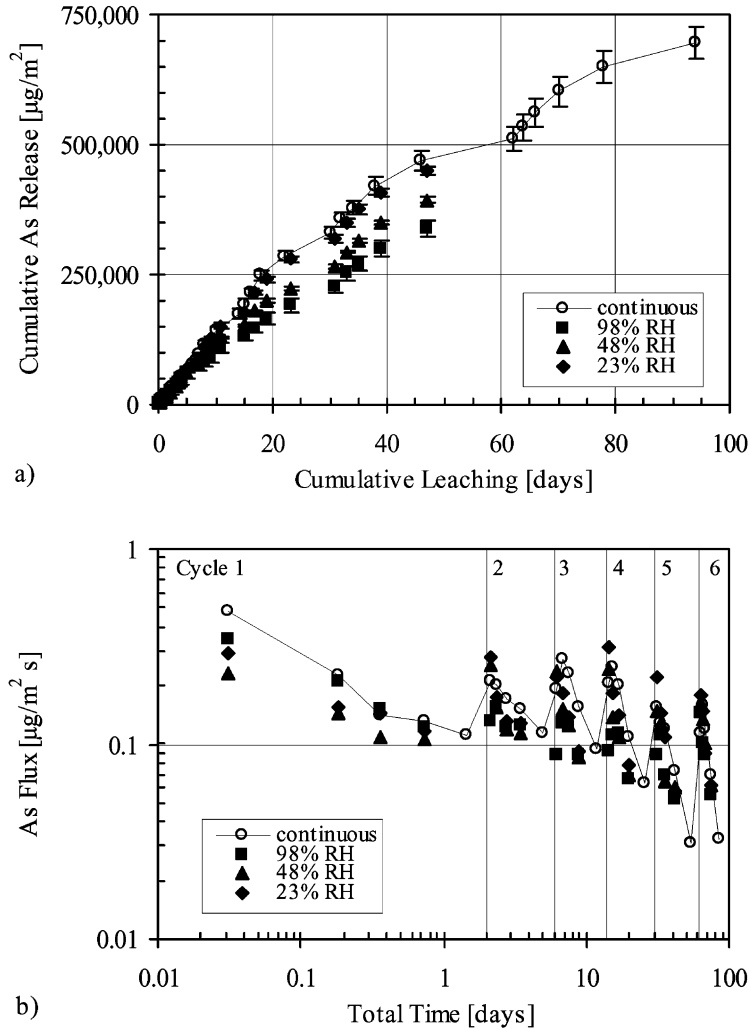 750,000
500,000
250,000
0
Cumulative As Release [µg/m²]
continuous
98% RH
48% RH
23% RH
0 20 40 60 80 100
Cumulative Leaching [days]
a)
1
0.1
0.01
As Flux [µg/m² s]
Cycle 1 2 3 4 5 6
continuous
98% RH
48% RH
23% RH
0.01 0.1 1 10 100
Total Time [days]
b)